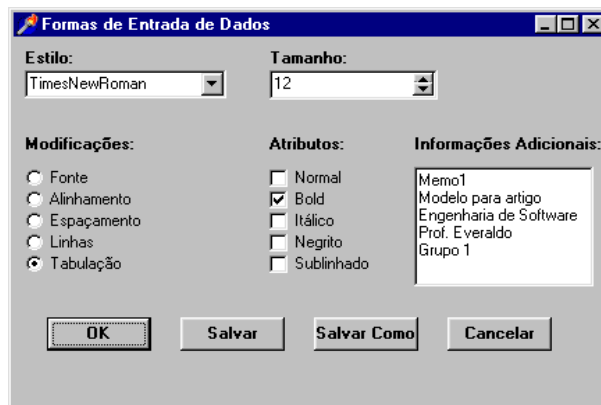 Formas de Entrada de Dados
Estilo:
TimesNewRoman
Tamanho:
12
Modificações:
Fonte
Alinhamento
Espaçamento
Linhas
Tabulação
Atributos:
Normal
Bold
Itálico
Negrito
Sublinhado
Informações Adicionais:
Memo1
Modelo para artigo
Engenharia de Software
Prof. Everaldo
Grupo 1
OK
Salvar
Salvar Como
Cancelar